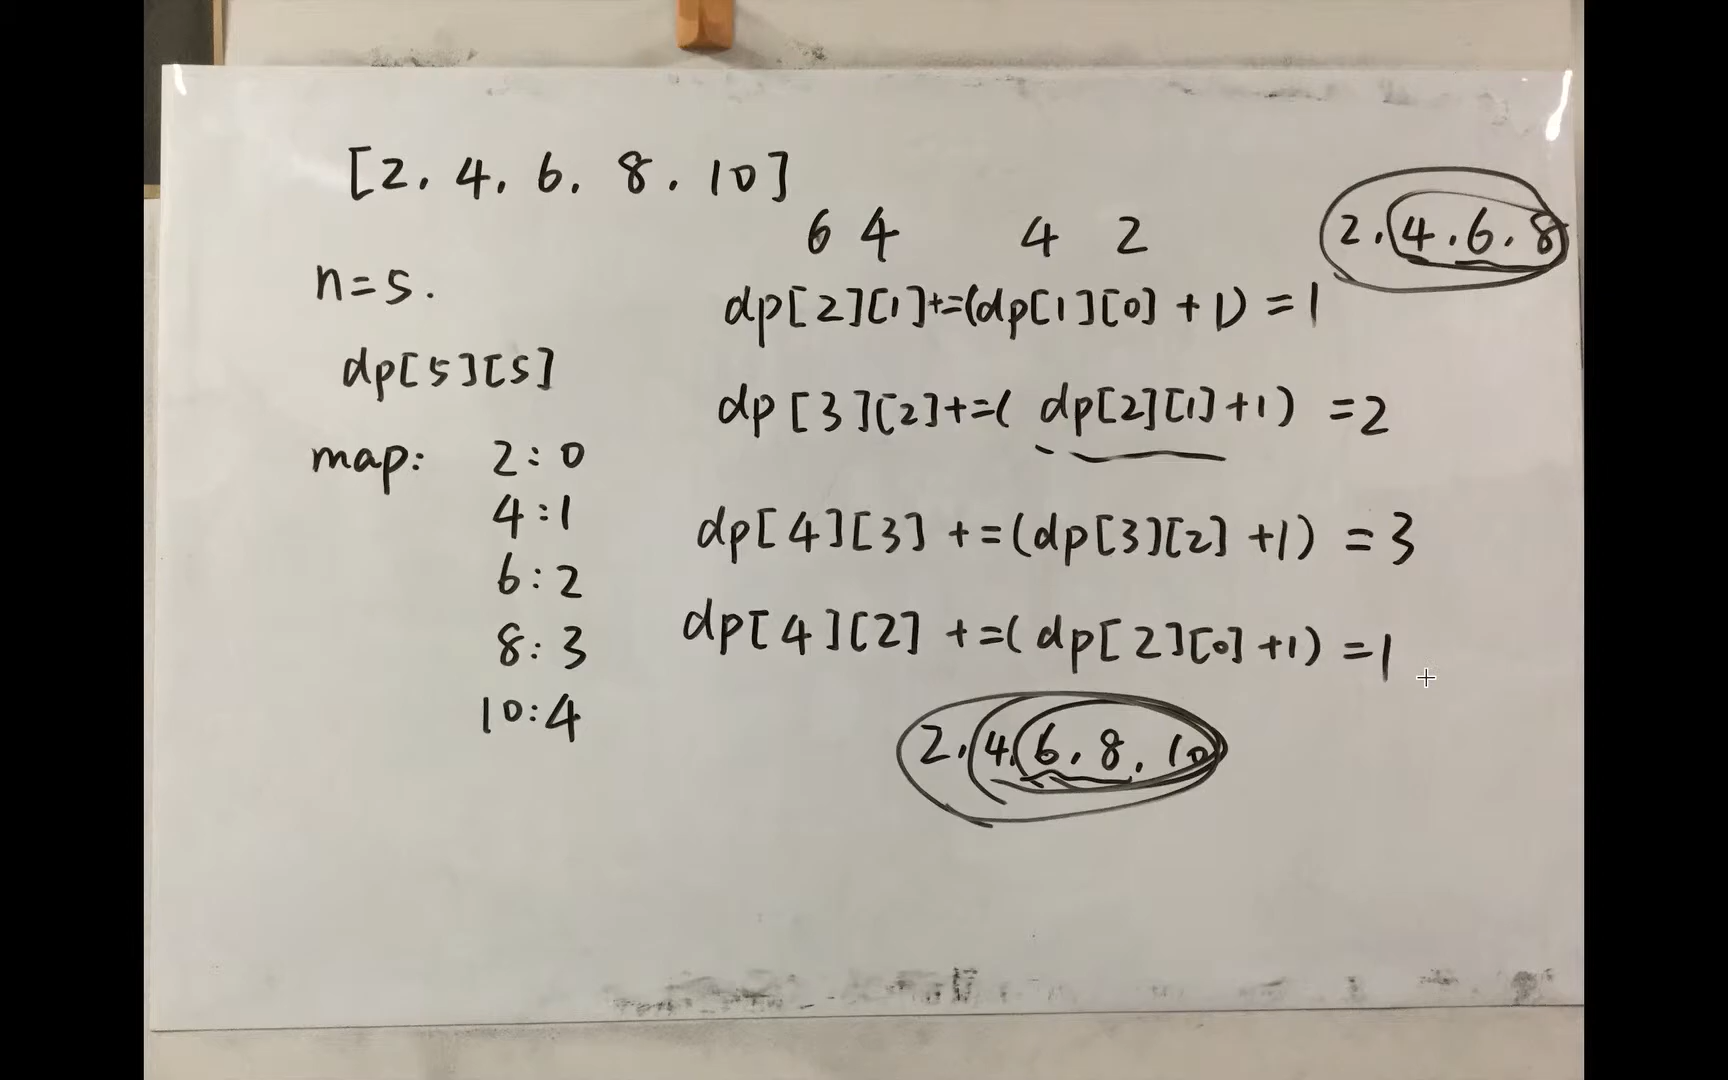 [2. 4. 6. 8. 10]
6 4 4 2
2. 4. 6. 8
n=5.
dp[2][1]+=(dp[1][0] + 1) = 1
dp[5][5]
dp[3][2]+=( dp[2][1]+1) =2
map: 2:0
4:1
6:2
8:3
10:4
dp[4][3] +=(dp[3][2] +1) =3
dp[4][2] +=( dp[2][0] +1) =1
2. 4. 6. 8. 10